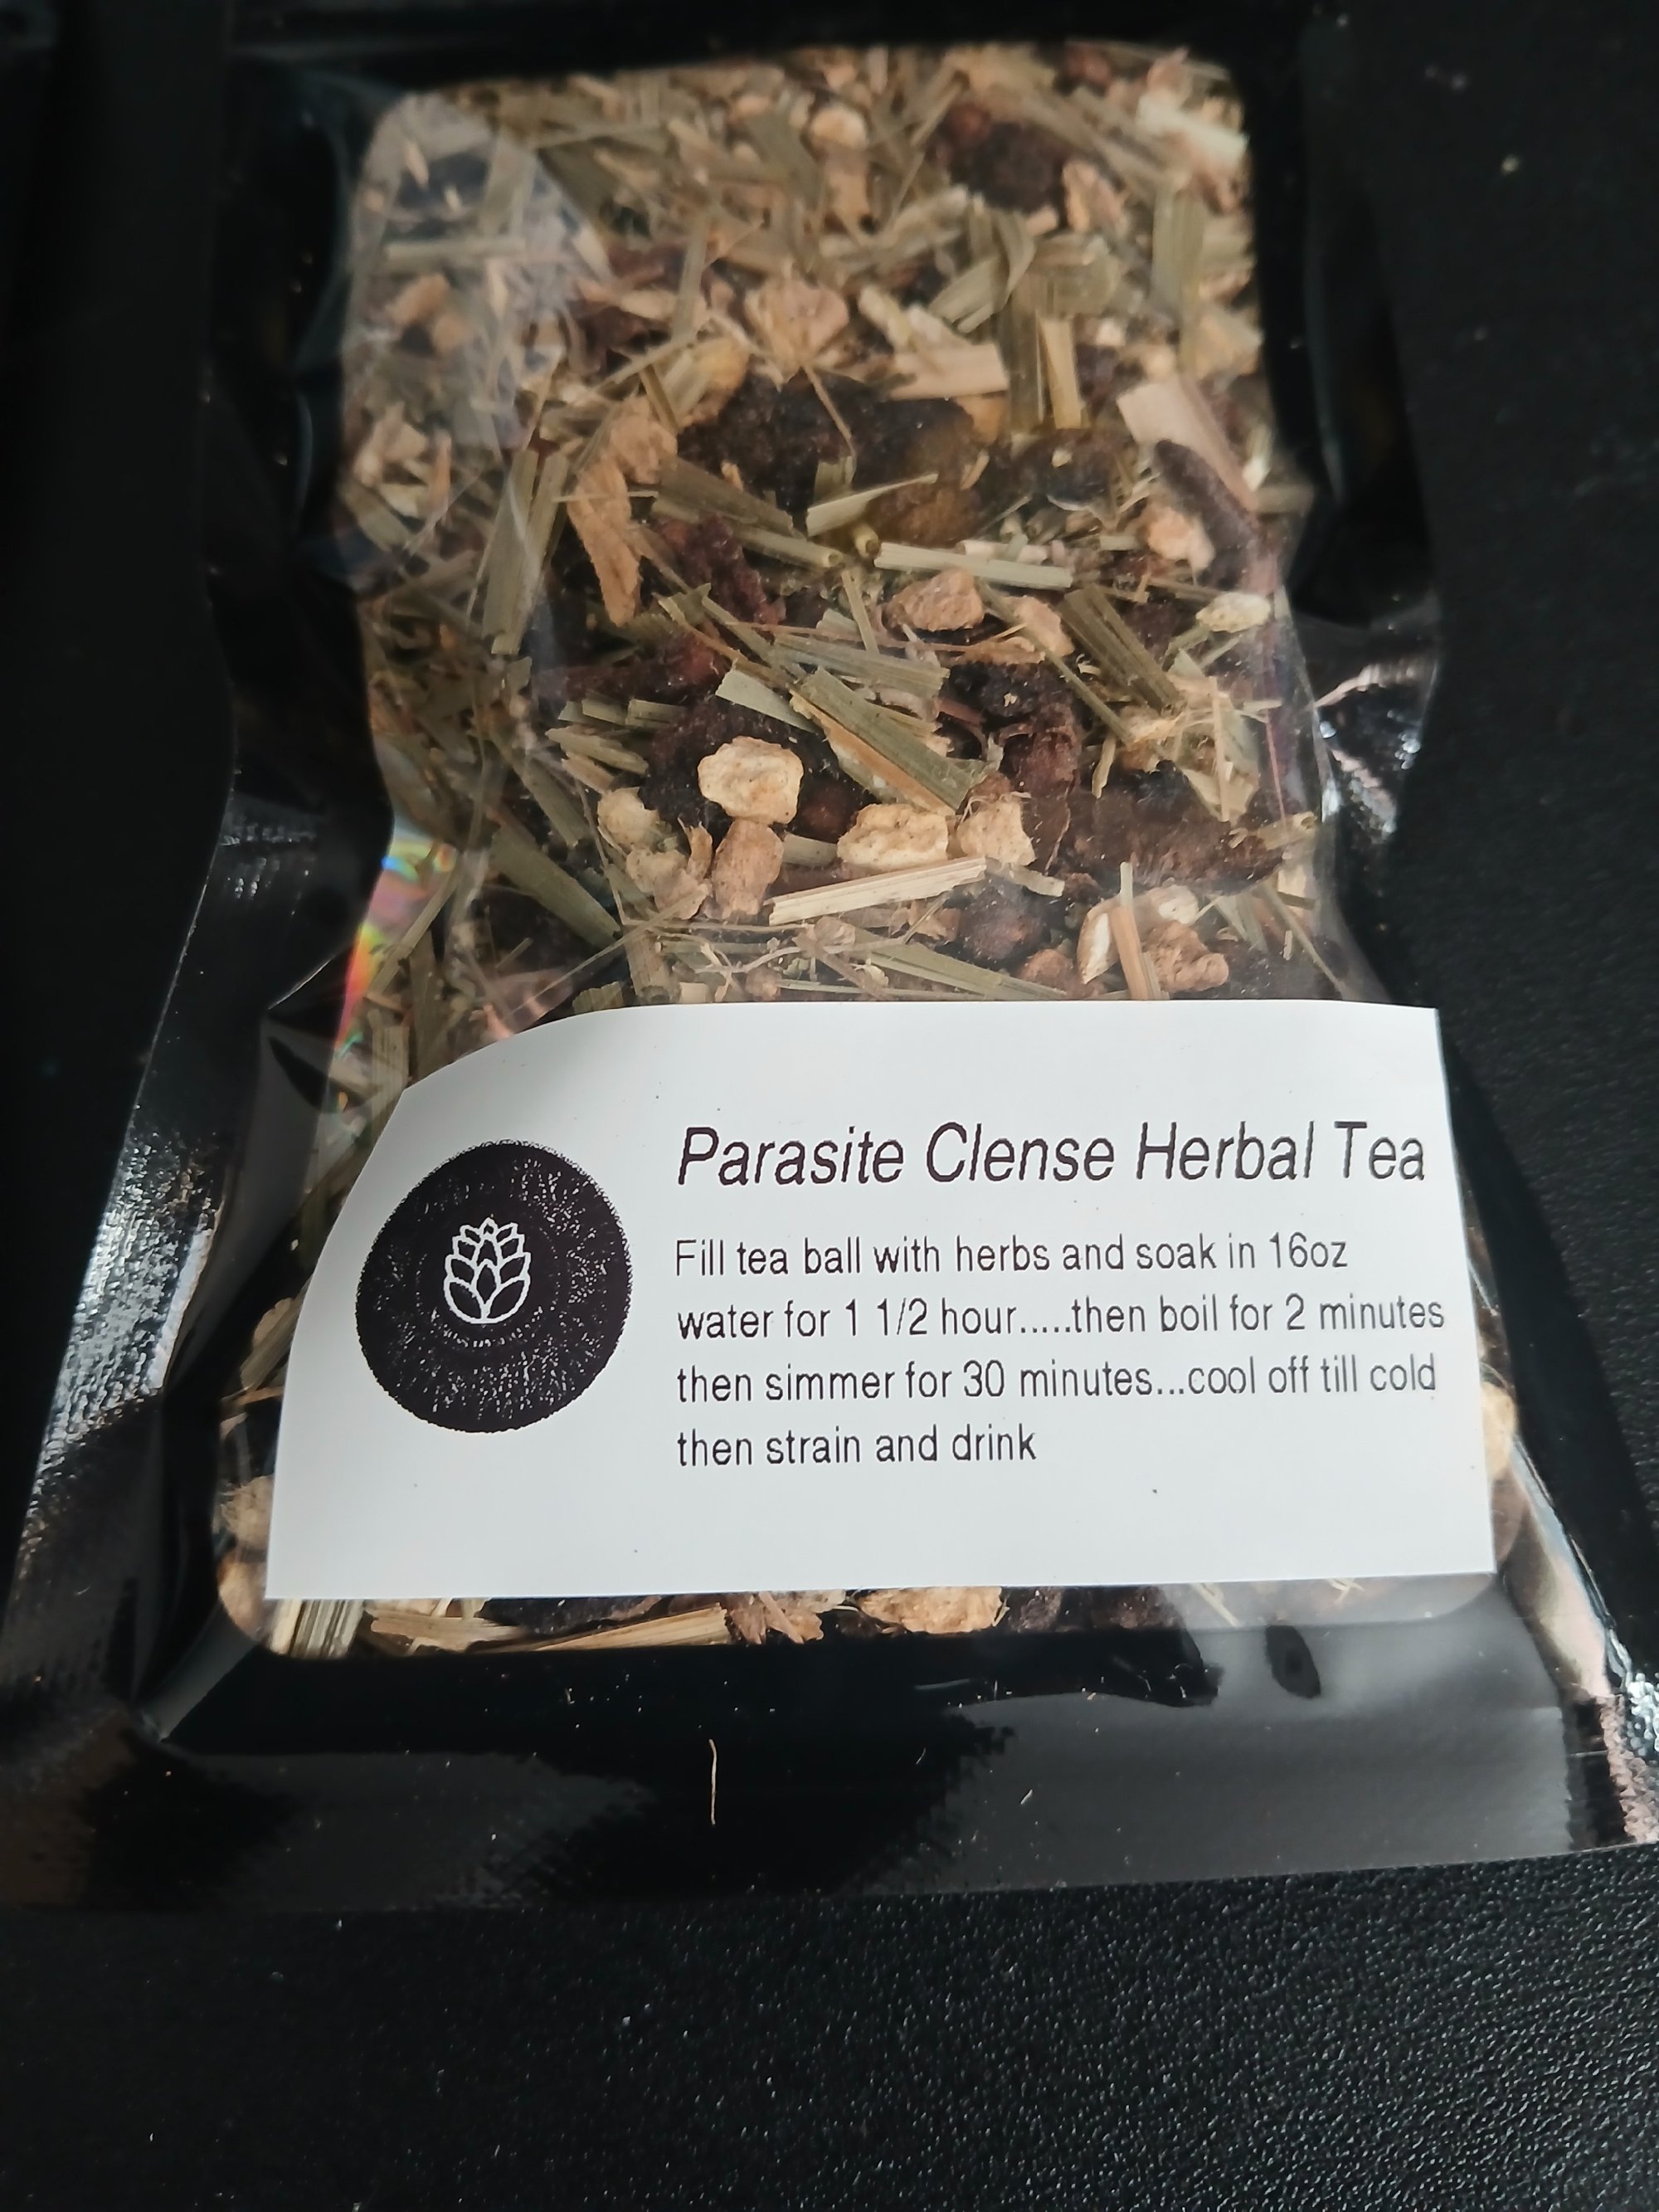 Parasite Clense Herbal Tea
Fill tea ball with herbs and soak in 16oz
water for 1 1/2 hour.....then boil for 2 minutes
then simmer for 30 minutes...cool off till cold
then strain and drink